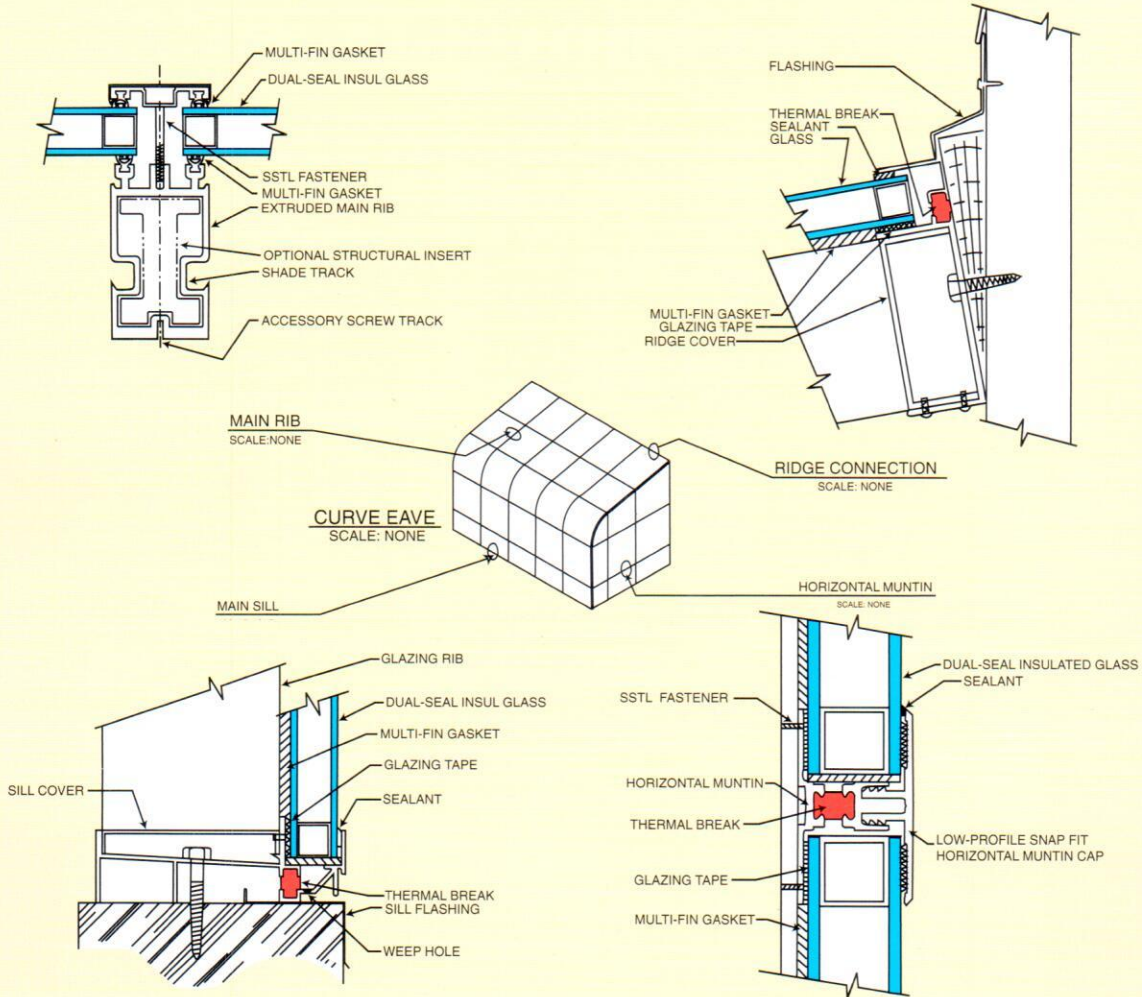 MULTI-FIN GASKET
DUAL-SEAL INSUL GLASS
SSTL FASTENER
MULTI-FIN GASKET
EXTRUDED MAIN RIB
OPTIONAL STRUCTURAL INSERT
SHADE TRACK
ACCESSORY SCREW TRACK
FLASHING
THERMAL BREAK
SEALANT
GLASS
MULTI-FIN GASKET
GLAZING TAPE
RIDGE COVER
MAIN RIB
SCALE:NONE
RIDGE CONNECTION
SCALE: NONE
CURVE EAVE
SCALE: NONE
MAIN SILL
HORIZONTAL MUNTIN
SCALE: NONE
GLAZING RIB
DUAL-SEAL INSUL GLASS
MULTI-FIN GASKET
GLAZING TAPE
SILL COVER
SEALANT
THERMAL BREAK
SILL FLASHING
WEEP HOLE
DUAL-SEAL INSULATED GLASS
SEALANT
SSTL FASTENER
HORIZONTAL MUNTIN
THERMAL BREAK
LOW-PROFILE SNAP FIT
HORIZONTAL MUNTIN CAP
GLAZING TAPE
MULTI-FIN GASKET